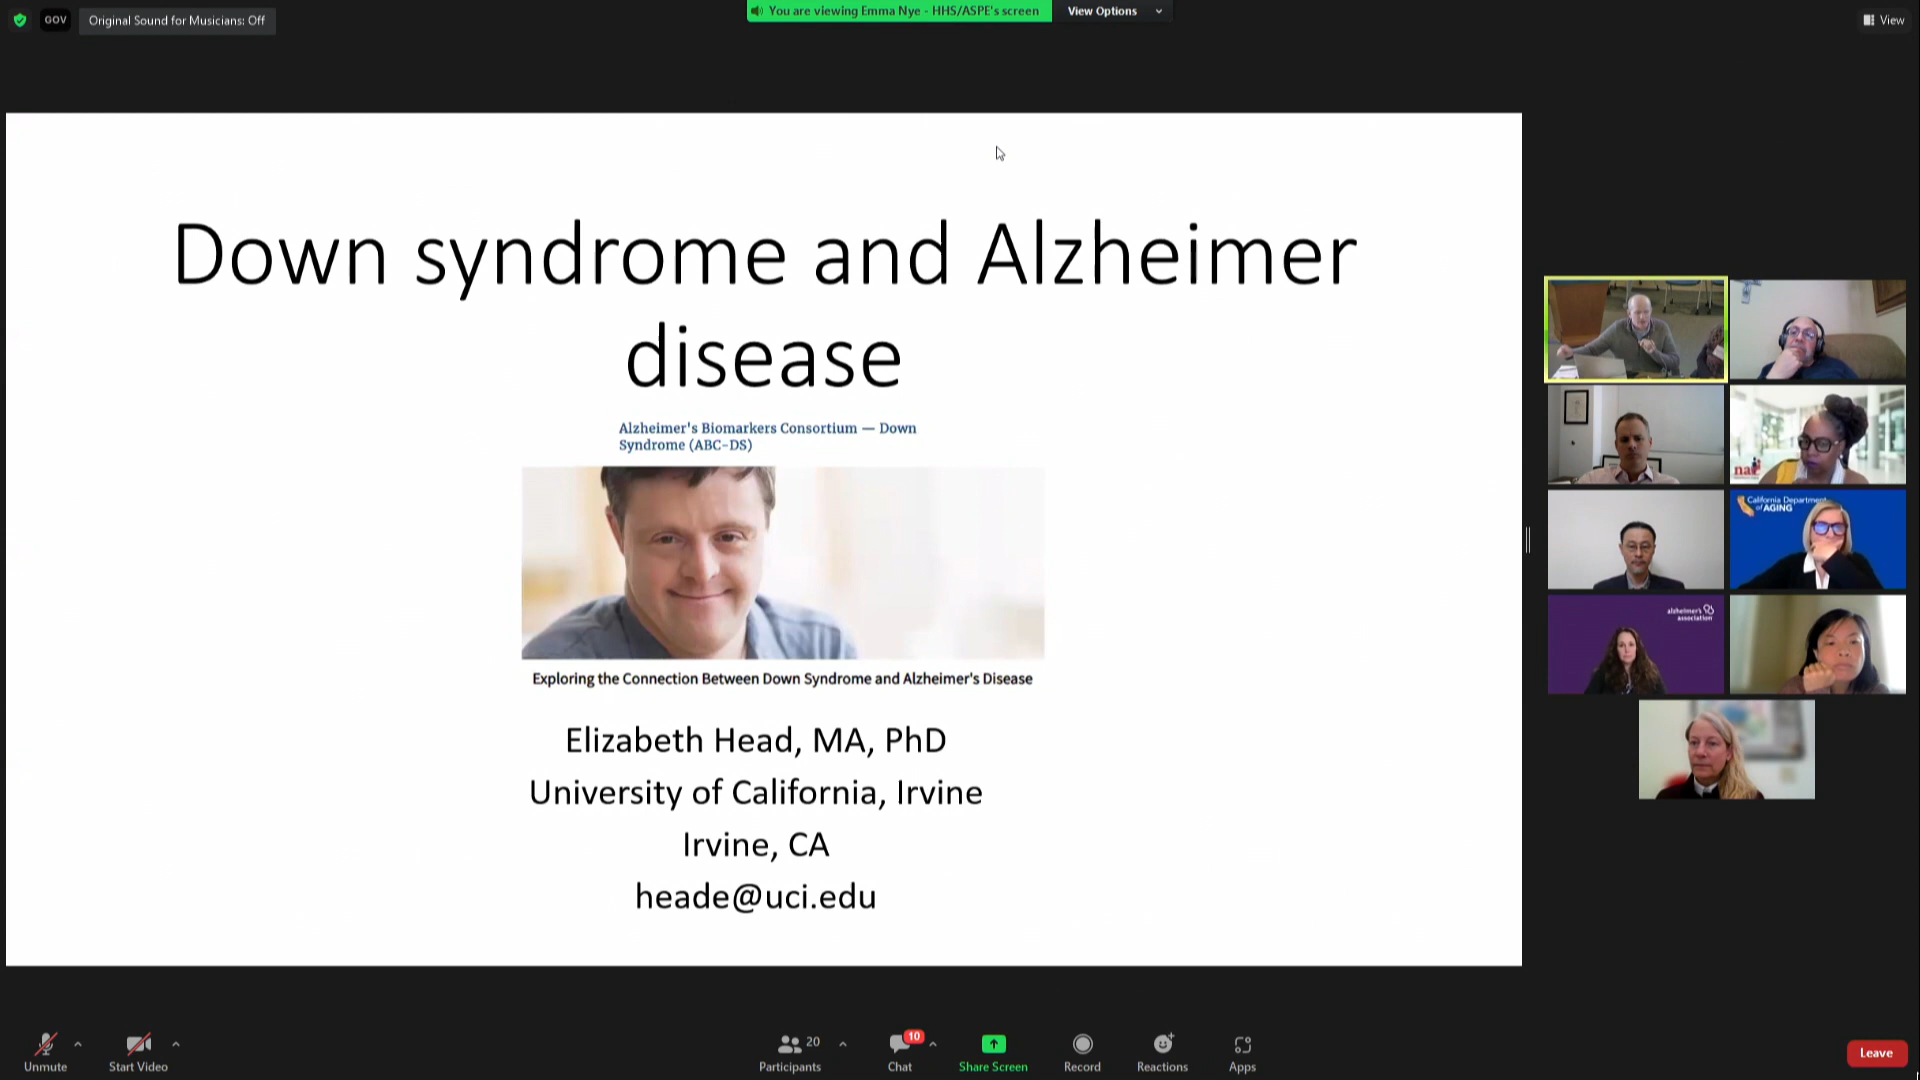 GOV
Original Sound for Musicians: Off
You are viewing Emma Nye - HHS/ASPE's screen
View Options
View
Down syndrome and Alzheimer
disease
Alzheimer's Biomarkers Consortium — Down
Syndrome (ABC-DS)
Exploring the Connection Between Down Syndrome and Alzheimer's Disease
Elizabeth Head, MA, PhD
University of California, Irvine
Irvine, CA
heade@uci.edu
California Department
of AGING
alzheimer's
association
Unmute
Start Video
20
Participants
10
Chat
Share Screen
Record
Reactions
Apps
Leave